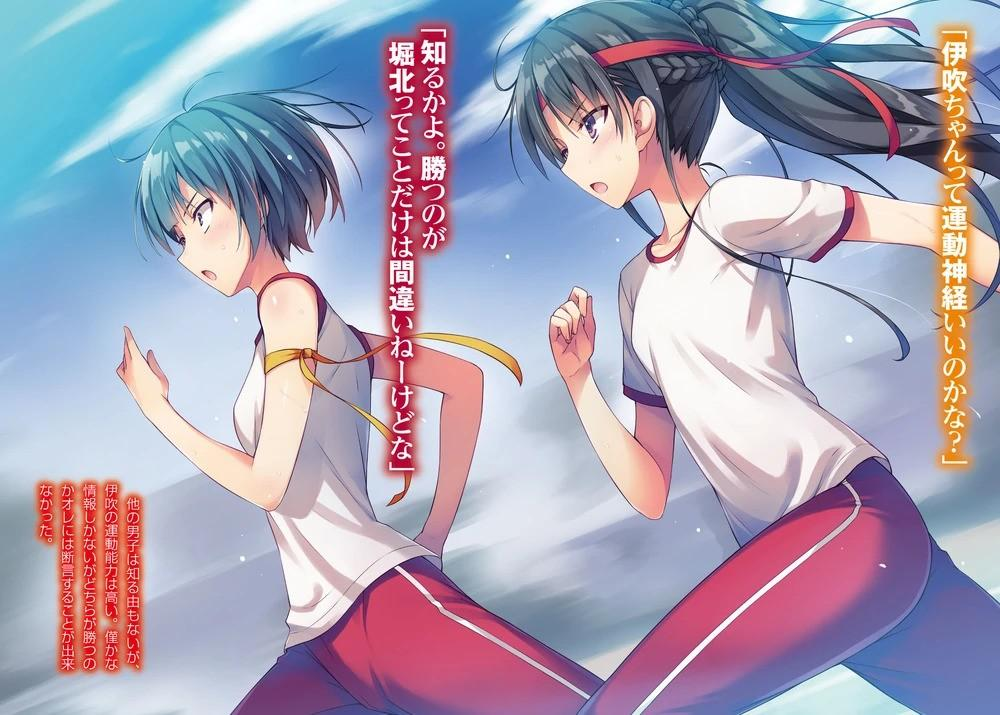 「伊吹ちゃんって運動神経いいのかな？」
「知るかよ。勝つのが
堀北ってことだけは間違いねーけどな」
他の男子は知る由もないが、
伊吹の運動能力は高い。僅かな
情報しかないがどちらが勝つの
かオレには断言することが出来
なかった。